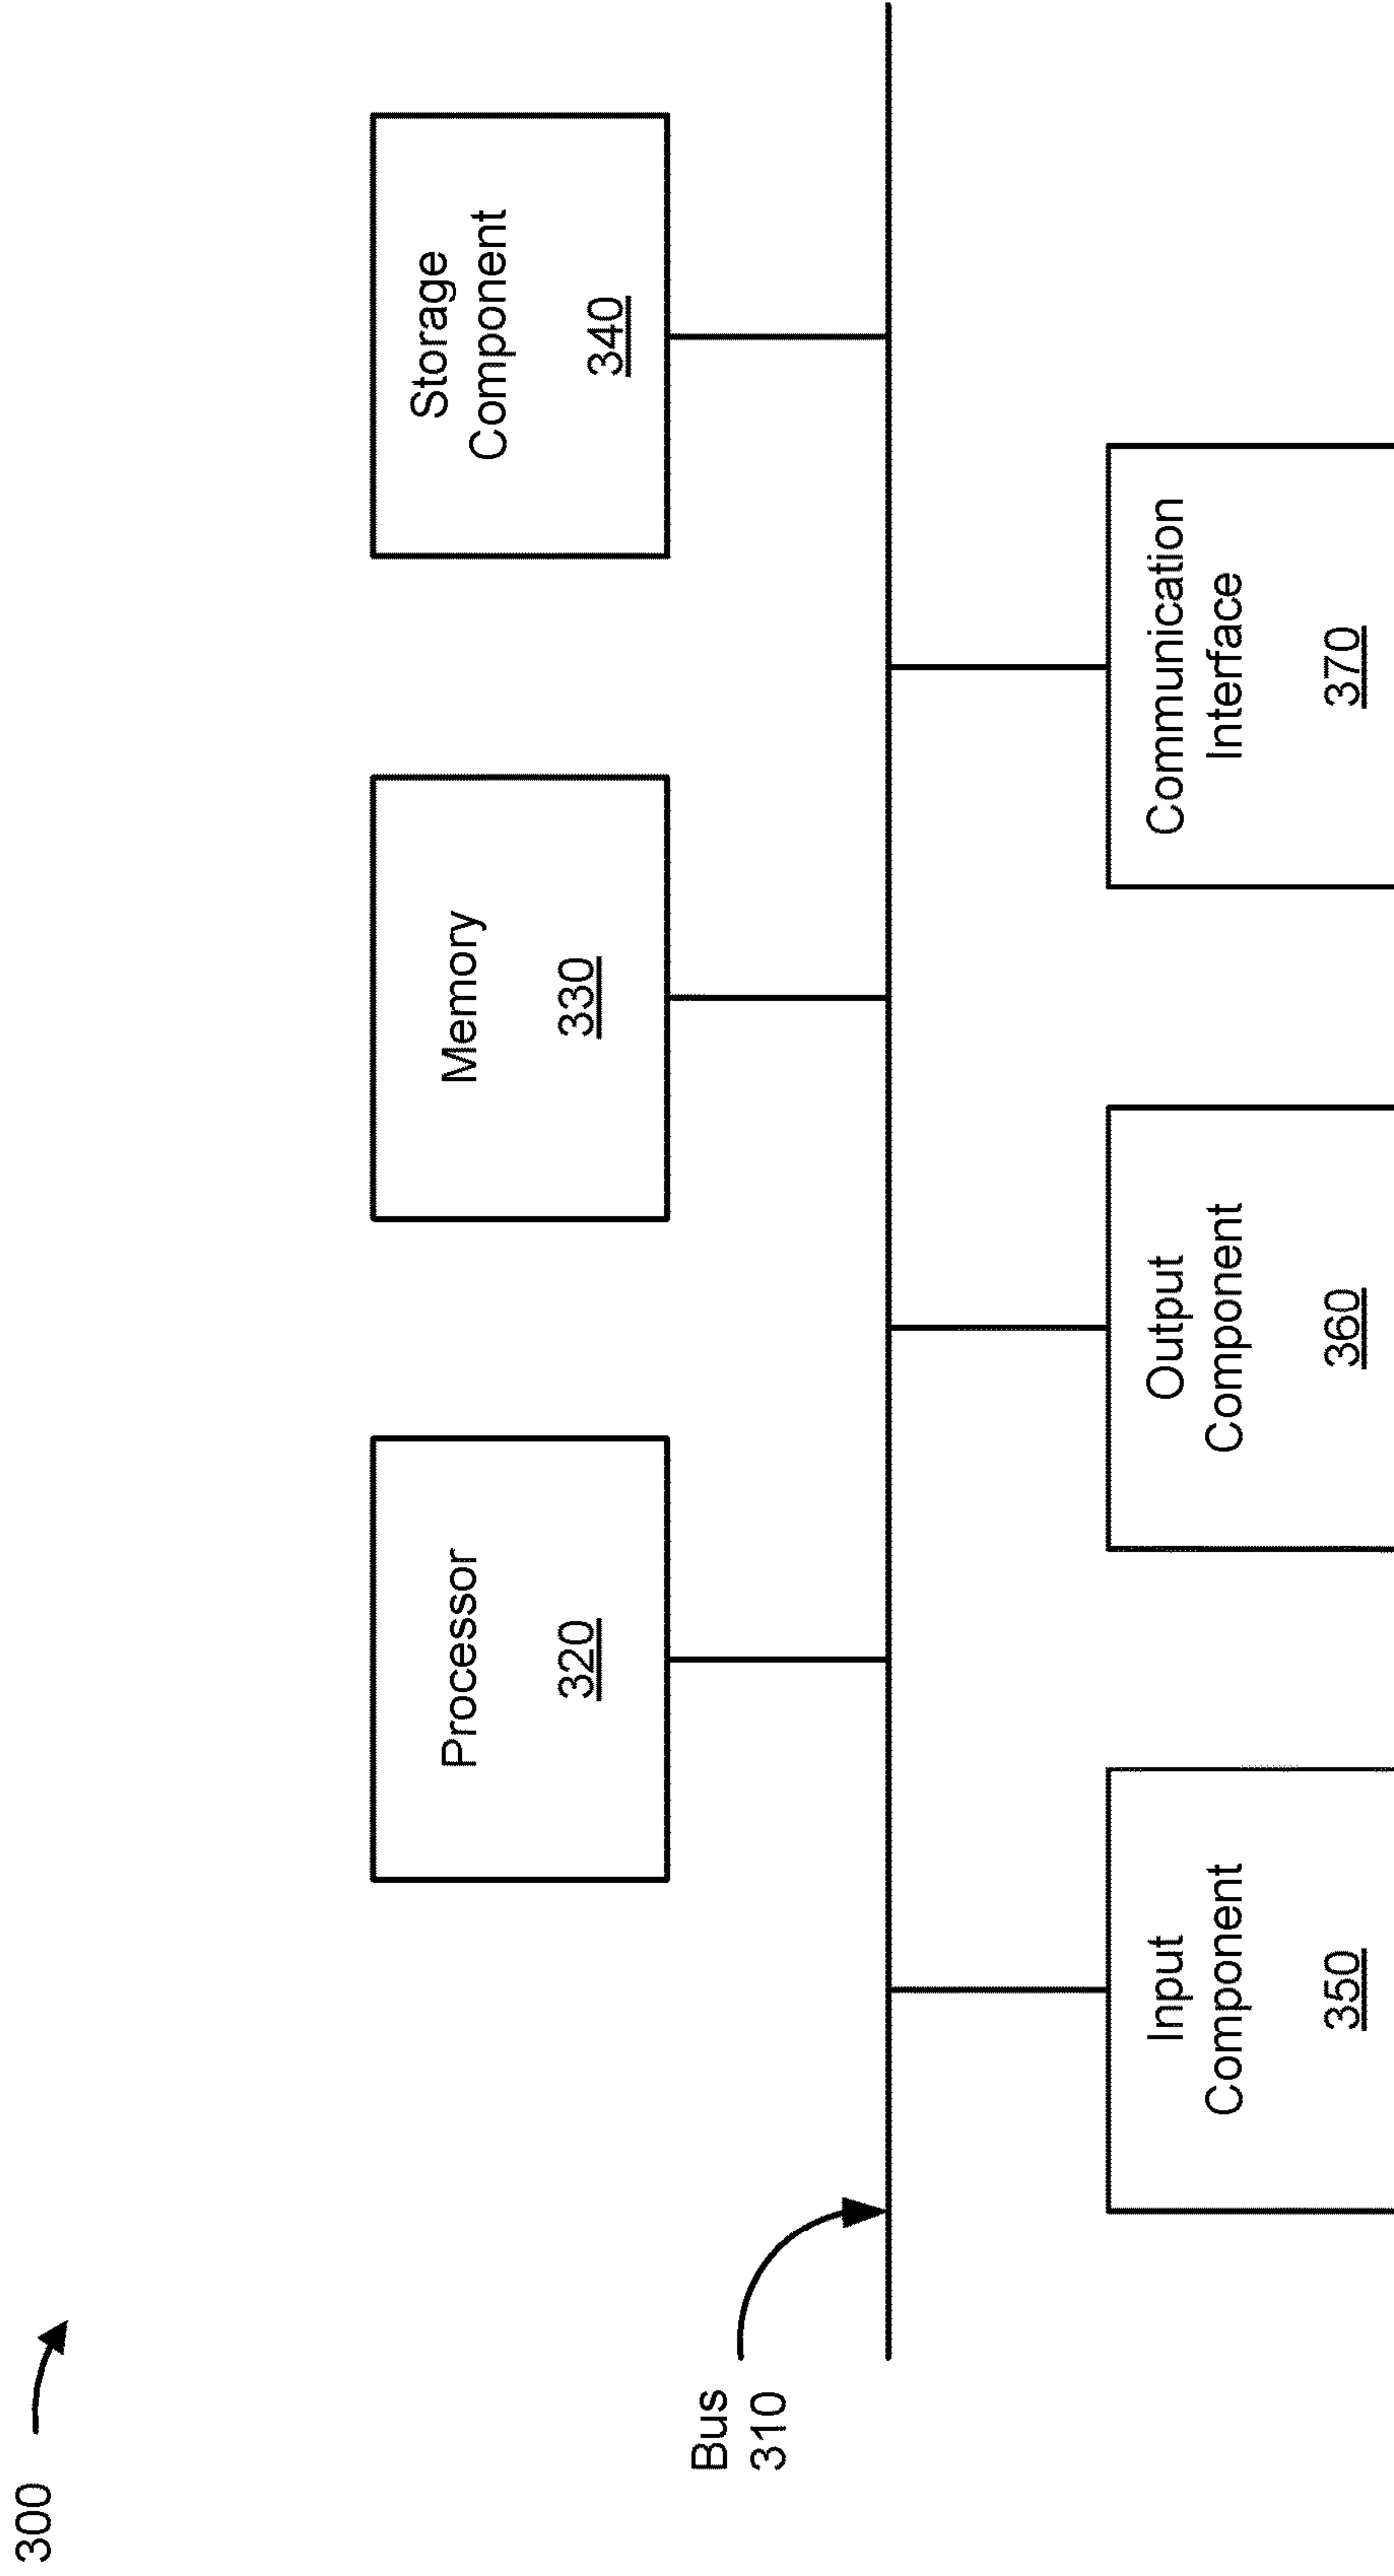 300
Processor
320
Memory
330
Storage
Component
340
Bus
310
Input
Component
350
Output
Component
360
Communication
Interface
370